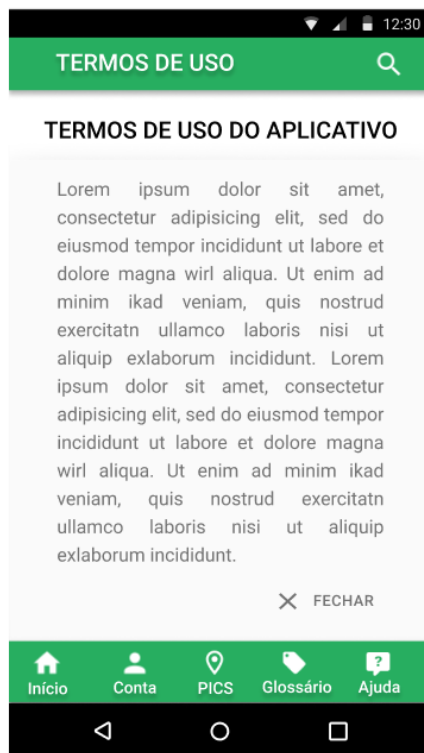 12:30
TERMOS DE USO
TERMOS DE USO DO APLICATIVO
Lorem ipsum dolor sit amet,
consectetur adipisicing elit, sed do
eiusmod tempor incididunt ut labore et
dolore magna wirl aliqua. Ut enim ad
minim ikad veniam, quis nostrud
exercitatn ullamco laboris nisi ut
aliquip exlaborum incididunt. Lorem
ipsum dolor sit amet, consectetur
adipisicing elit, sed do eiusmod tempor
incididunt ut labore et dolore magna
wirl aliqua. Ut enim ad minim ikad
veniam, quis nostrud exercitatn
ullamco laboris nisi ut aliquip
exlaborum incididunt.
FECHAR
Início Conta PICS Glossário Ajuda